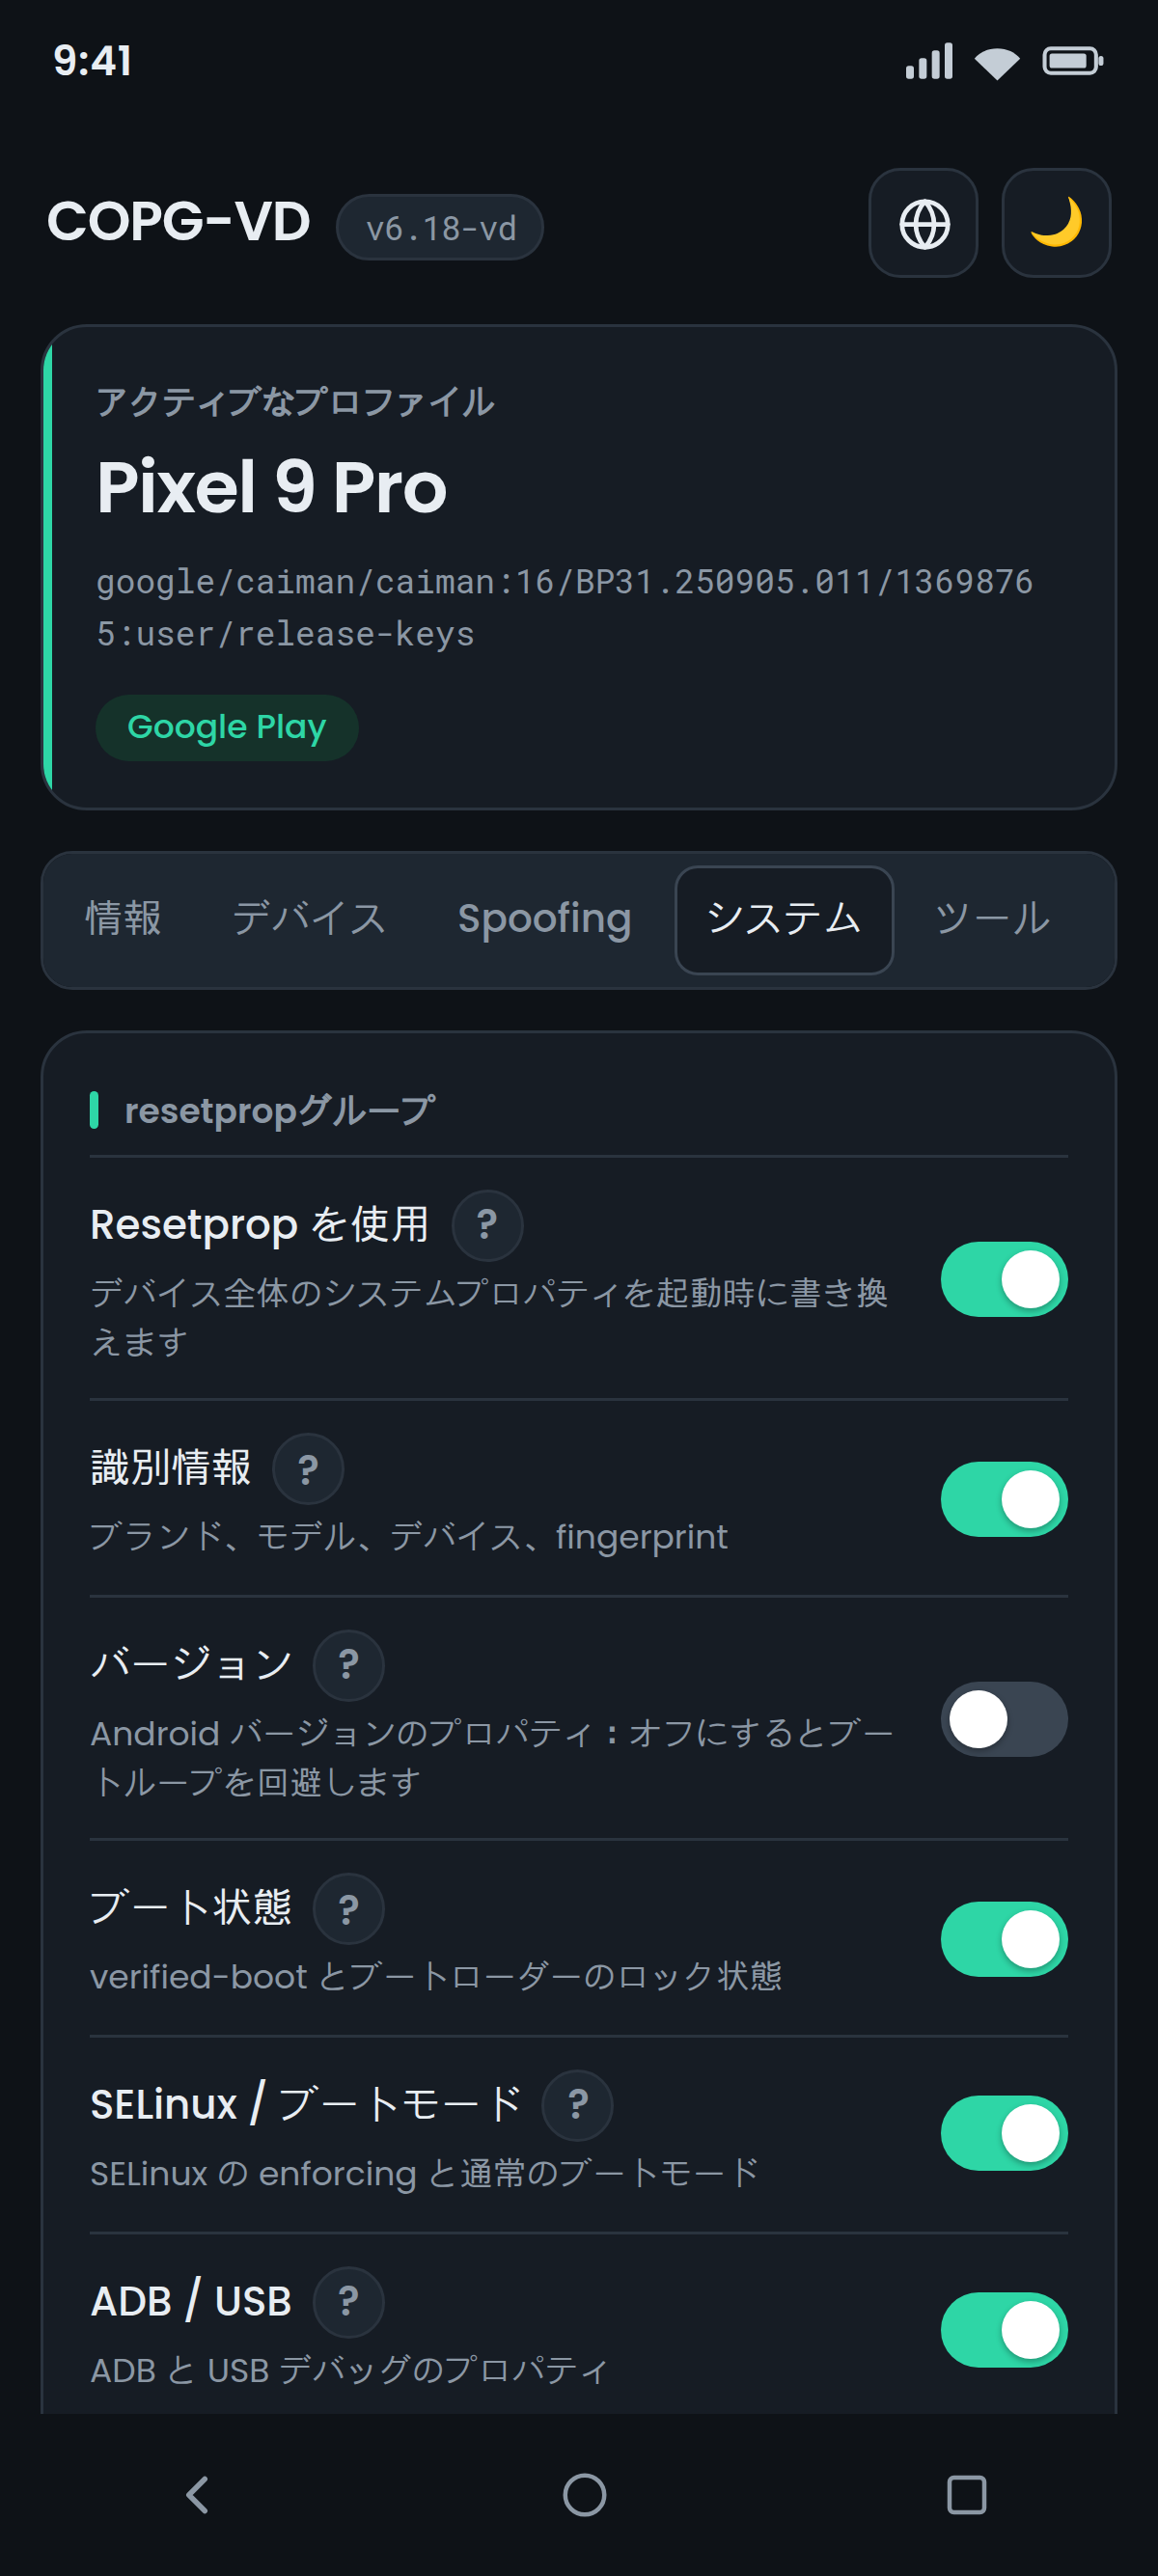 9:41
COPG-VD v6.18-vd
アクティブなプロファイル
Pixel 9 Pro
google/caiman/caiman:16/BP31.250905.011/1369876
5:user/release-keys
Google Play
情報 デバイス Spoofing システム ツール
resetpropグループ
Resetprop を使用 ?
デバイス全体のシステムプロパティを起動時に書き換
えます
識別情報 ?
ブランド、モデル、デバイス、fingerprint
バージョン ?
Android バージョンのプロパティ：オフにするとブー
トループを回避します
ブート状態 ?
verified-boot とブートローダーのロック状態
SELinux / ブートモード ?
SELinux の enforcing と通常のブートモード
ADB / USB ?
ADB と USB デバッグのプロパティ